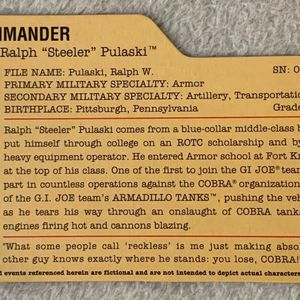 MMANDER
Ralph "Steeler" Pulaski™
FILE NAME: Pulaski, Ralph W.
SN: 0
PRIMARY MILITARY SPECIALTY: Armor
SECONDARY MILITARY SPECIALTY: Artillery, Transportatio
BIRTHPLACE: Pittsburgh, Pennsylvania
Grade
Ralph "Steeler" Pulaski comes from a blue-collar middle-class
put himself through college on an ROTC scholarship and by
heavy equipment operator. He entered Armor school at Fort Kn
at the top of his class. One of the first to join the GI JOE® team
part in countless operations against the COBRA® organization
of the G.I. JOE team's ARMADILLO TANKS™, pushing the veh
as he tears his way through an onslaught of COBRA tank
engines firing hot and cannons blazing.
"What some people call 'reckless' is me just making abso
other guy knows exactly where he stands: you lose, COBRA!"
d events referenced herein are fictional and are not intended to depict actual character